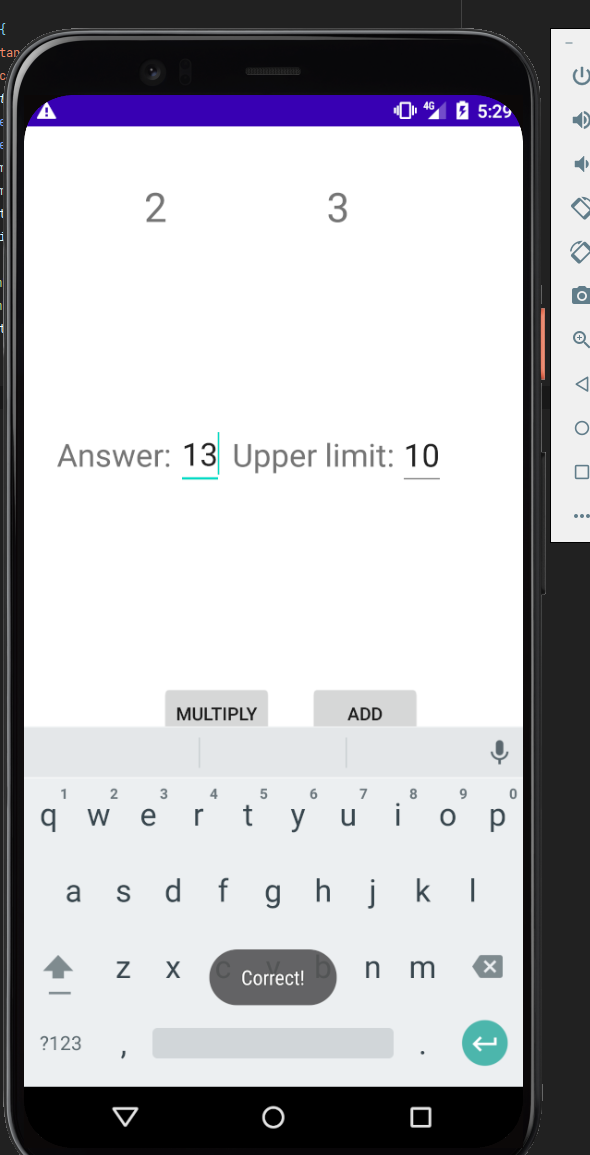 4G 5:29
2 3
Answer: 13 Upper limit: 10
MULTIPLY ADD
1 2 3 4 5 6 7 8 9 0
q w e r t y u i o p
a s d f g h j k l
z x c v b n m
Correct!
?123 , .